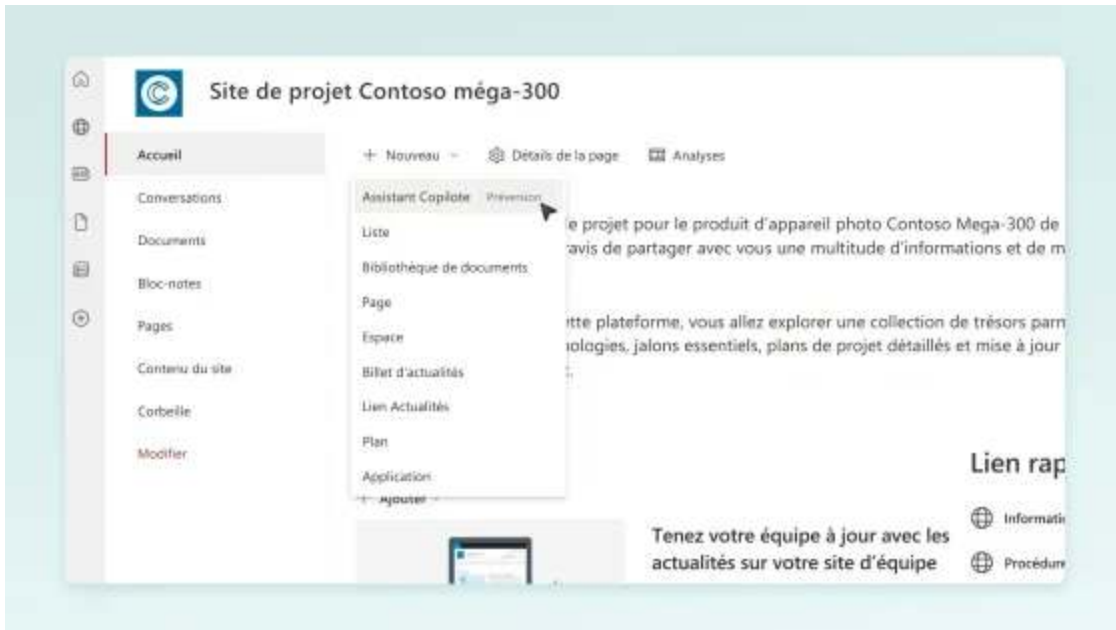 Site de projet Contoso méga-300
Accueil
Conversations
Documents
Bloc-notes
Pages
Contenu du site
Corbeille
Modifier
+ Nouveau
Détails de la page
Analyses
Assistant Copilote Préversion
Liste
Bibliothèque de documents
Page
Espace
Billet d'actualités
Lien Actualités
Plan
Application
+ Ajouter
e projet pour le produit d'appareil photo Contoso Mega-300 de
avis de partager avec vous une multitude d'informations et de m
tte plateforme, vous allez explorer une collection de trésors parm
ologies, jalons essentiels, plans de projet détaillés et mise à jour
Tenez votre équipe à jour avec les
actualités sur votre site d'équipe
Lien rap
Informati
Procédure